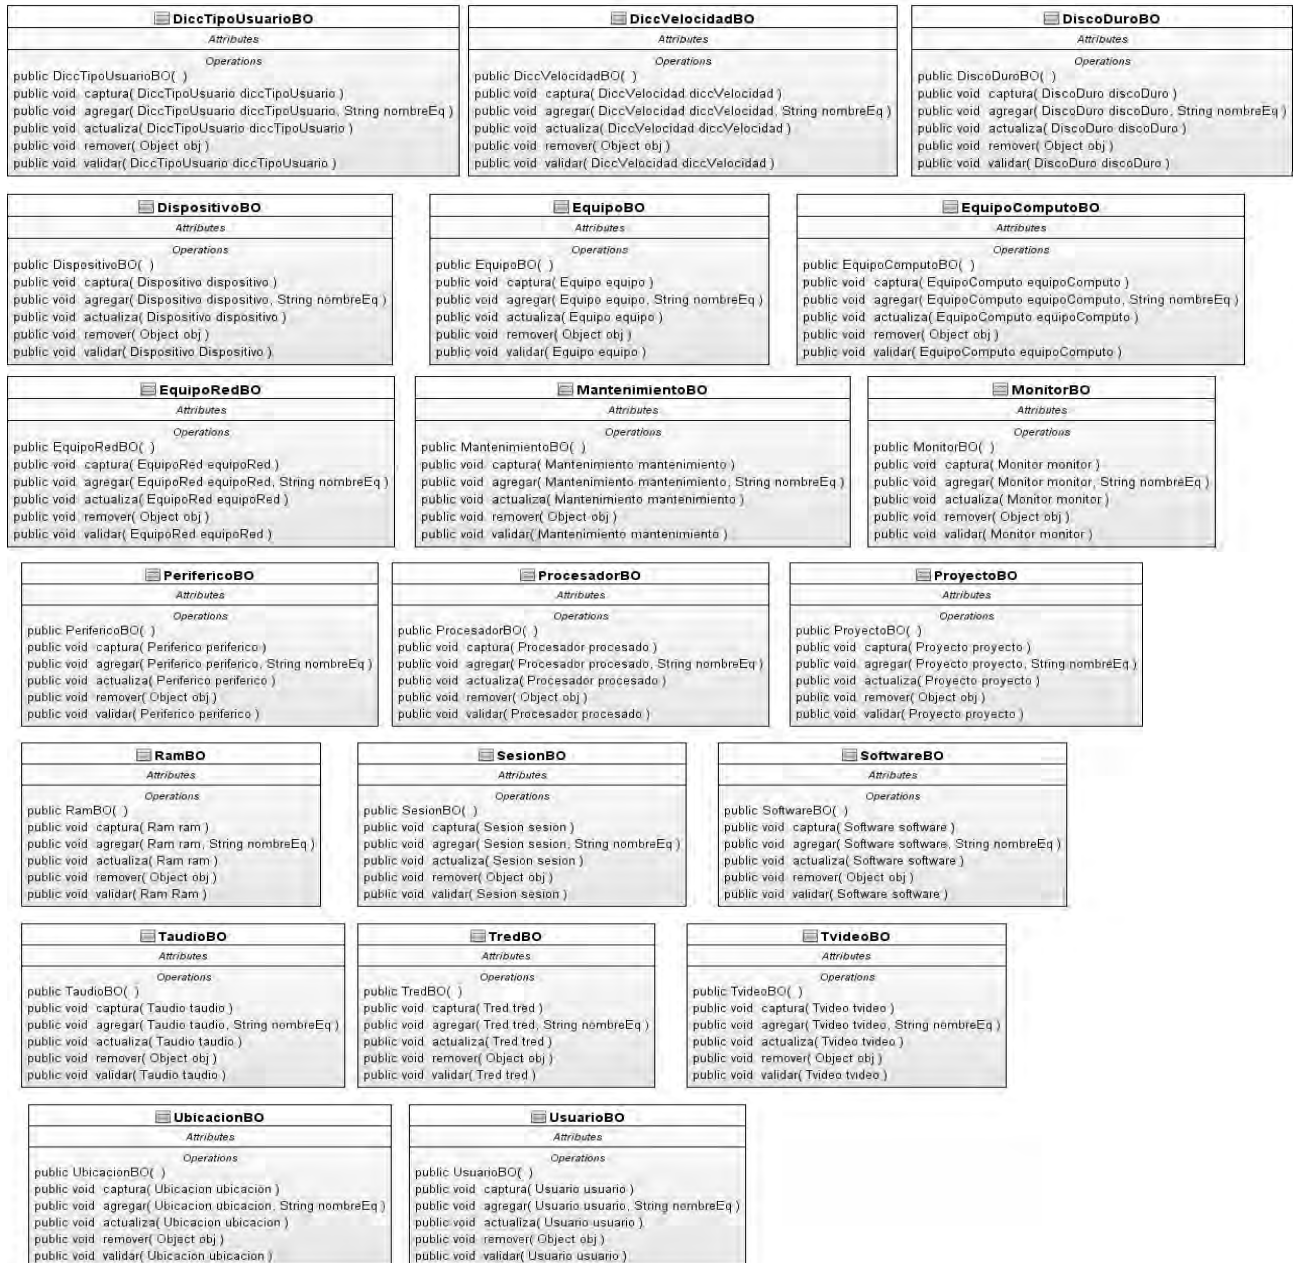 DiccTipoUsuarioBO
Attributes
Operations
public DiccTipoUsuarioBO( )
public void captura( DiccTipoUsuario diccTipoUsuario )
public void agregar( DiccTipoUsuario diccTipoUsuario, String nombreEq )
public void actualiza( DiccTipoUsuario diccTipoUsuario )
public void remover( Object obj )
public void validar( DiccTipoUsuario diccTipoUsuario )
DiccVelocidadBO
Attributes
Operations
public DiccVelocidadBO( )
public void captura( DiccVelocidad diccVelocidad )
public void agregar( DiccVelocidad diccVelocidad, String nombreEq )
public void actualiza( DiccVelocidad diccVelocidad )
public void remover( Object obj )
public void validar( DiccVelocidad diccVelocidad )
DiscoDuroBO
Attributes
Operations
public DiscoDuroBO( )
public void captura( DiscoDuro discoDuro )
public void agregar( DiscoDuro discoDuro, String nombreEq )
public void actualiza( DiscoDuro discoDuro )
public void remover( Object obj )
public void validar( DiscoDuro discoDuro )
DispositivoBO
Attributes
Operations
public DispositivoBO( )
public void captura( Dispositivo dispositivo )
public void agregar( Dispositivo dispositivo, String nombreEq )
public void actualiza( Dispositivo dispositivo )
public void remover( Object obj )
public void validar( Dispositivo Dispositivo )
EquipoBO
Attributes
Operations
public EquipoBO( )
public void captura( Equipo equipo )
public void agregar( Equipo equipo, String nombreEq )
public void actualiza( Equipo equipo )
public void remover( Object obj )
public void validar( Equipo equipo )
EquipoComputoBO
Attributes
Operations
public EquipoComputoBO( )
public void captura( EquipoComputo equipoComputo )
public void agregar( EquipoComputo equipoComputo, String nombreEq )
public void actualiza( EquipoComputo equipoComputo )
public void remover( Object obj )
public void validar( EquipoComputo equipoComputo )
EquipoRedBO
Attributes
Operations
public EquipoRedBO( )
public void captura( EquipoRed equipoRed )
public void agregar( EquipoRed equipoRed, String nombreEq )
public void actualiza( EquipoRed equipoRed )
public void remover( Object obj )
public void validar( EquipoRed equipoRed )
MantenimientoBO
Attributes
Operations
public MantenimientoBO( )
public void captura( Mantenimiento mantenimiento )
public void agregar( Mantenimiento mantenimiento, String nombreEq )
public void actualiza( Mantenimiento mantenimiento )
public void remover( Object obj )
public void validar( Mantenimiento mantenimiento )
MonitorBO
Attributes
Operations
public MonitorBO( )
public void captura( Monitor monitor )
public void agregar( Monitor monitor, String nombreEq )
public void actualiza( Monitor monitor )
public void remover( Object obj )
public void validar( Monitor monitor )
PerifericoBO
Attributes
Operations
public PerifericoBO( )
public void captura( Periferico periferico )
public void agregar( Periferico periferico, String nombreEq )
public void actualiza( Periferico periferico )
public void remover( Object obj )
public void validar( Periferico periferico )
ProcesadorBO
Attributes
Operations
public ProcesadorBO( )
public void captura( Procesador procesado )
public void agregar( Procesador procesado, String nombreEq )
public void actualiza( Procesador procesado )
public void remover( Object obj )
public void validar( Procesador procesado )
ProyectoBO
Attributes
Operations
public ProyectoBO( )
public void captura( Proyecto proyecto )
public void agregar( Proyecto proyecto, String nombreEq )
public void actualiza( Proyecto proyecto )
public void remover( Object obj )
public void validar( Proyecto proyecto )
RamBO
Attributes
Operations
public RamBO( )
public void captura( Ram ram )
public void agregar( Ram ram, String nombreEq )
public void actualiza( Ram ram )
public void remover( Object obj )
public void validar( Ram Ram )
SesionBO
Attributes
Operations
public SesionBO( )
public void captura( Sesion sesion )
public void agregar( Sesion sesion, String nombreEq )
public void actualiza( Sesion sesion )
public void remover( Object obj )
public void validar( Sesion sesion )
SoftwareBO
Attributes
Operations
public SoftwareBO( )
public void captura( Software software )
public void agregar( Software software, String nombreEq )
public void actualiza( Software software )
public void remover( Object obj )
public void validar( Software software )
TaudioBO
Attributes
Operations
public TaudioBO( )
public void captura( Taudio taudio )
public void agregar( Taudio taudio, String nombreEq )
public void actualiza( Taudio taudio )
public void remover( Object obj )
public void validar( Taudio taudio )
TredBO
Attributes
Operations
public TredBO( )
public void captura( Tred tred )
public void agregar( Tred tred, String nombreEq )
public void actualiza( Tred tred )
public void remover( Object obj )
public void validar( Tred tred )
TvideoBO
Attributes
Operations
public TvideoBO( )
public void captura( Tvideo tvideo )
public void agregar( Tvideo tvideo, String nombreEq )
public void actualiza( Tvideo tvideo )
public void remover( Object obj )
public void validar( Tvideo tvideo )
UbicacionBO
Attributes
Operations
public UbicacionBO( )
public void captura( Ubicacion ubicacion )
public void agregar( Ubicacion ubicacion, String nombreEq )
public void actualiza( Ubicacion ubicacion )
public void remover( Object obj )
public void validar( Ubicacion ubicacion )
UsuarioBO
Attributes
Operations
public UsuarioBO( )
public void captura( Usuario usuario )
public void agregar( Usuario usuario, String nombreEq )
public void actualiza( Usuario usuario )
public void remover( Object obj )
public void validar( Usuario usuario )